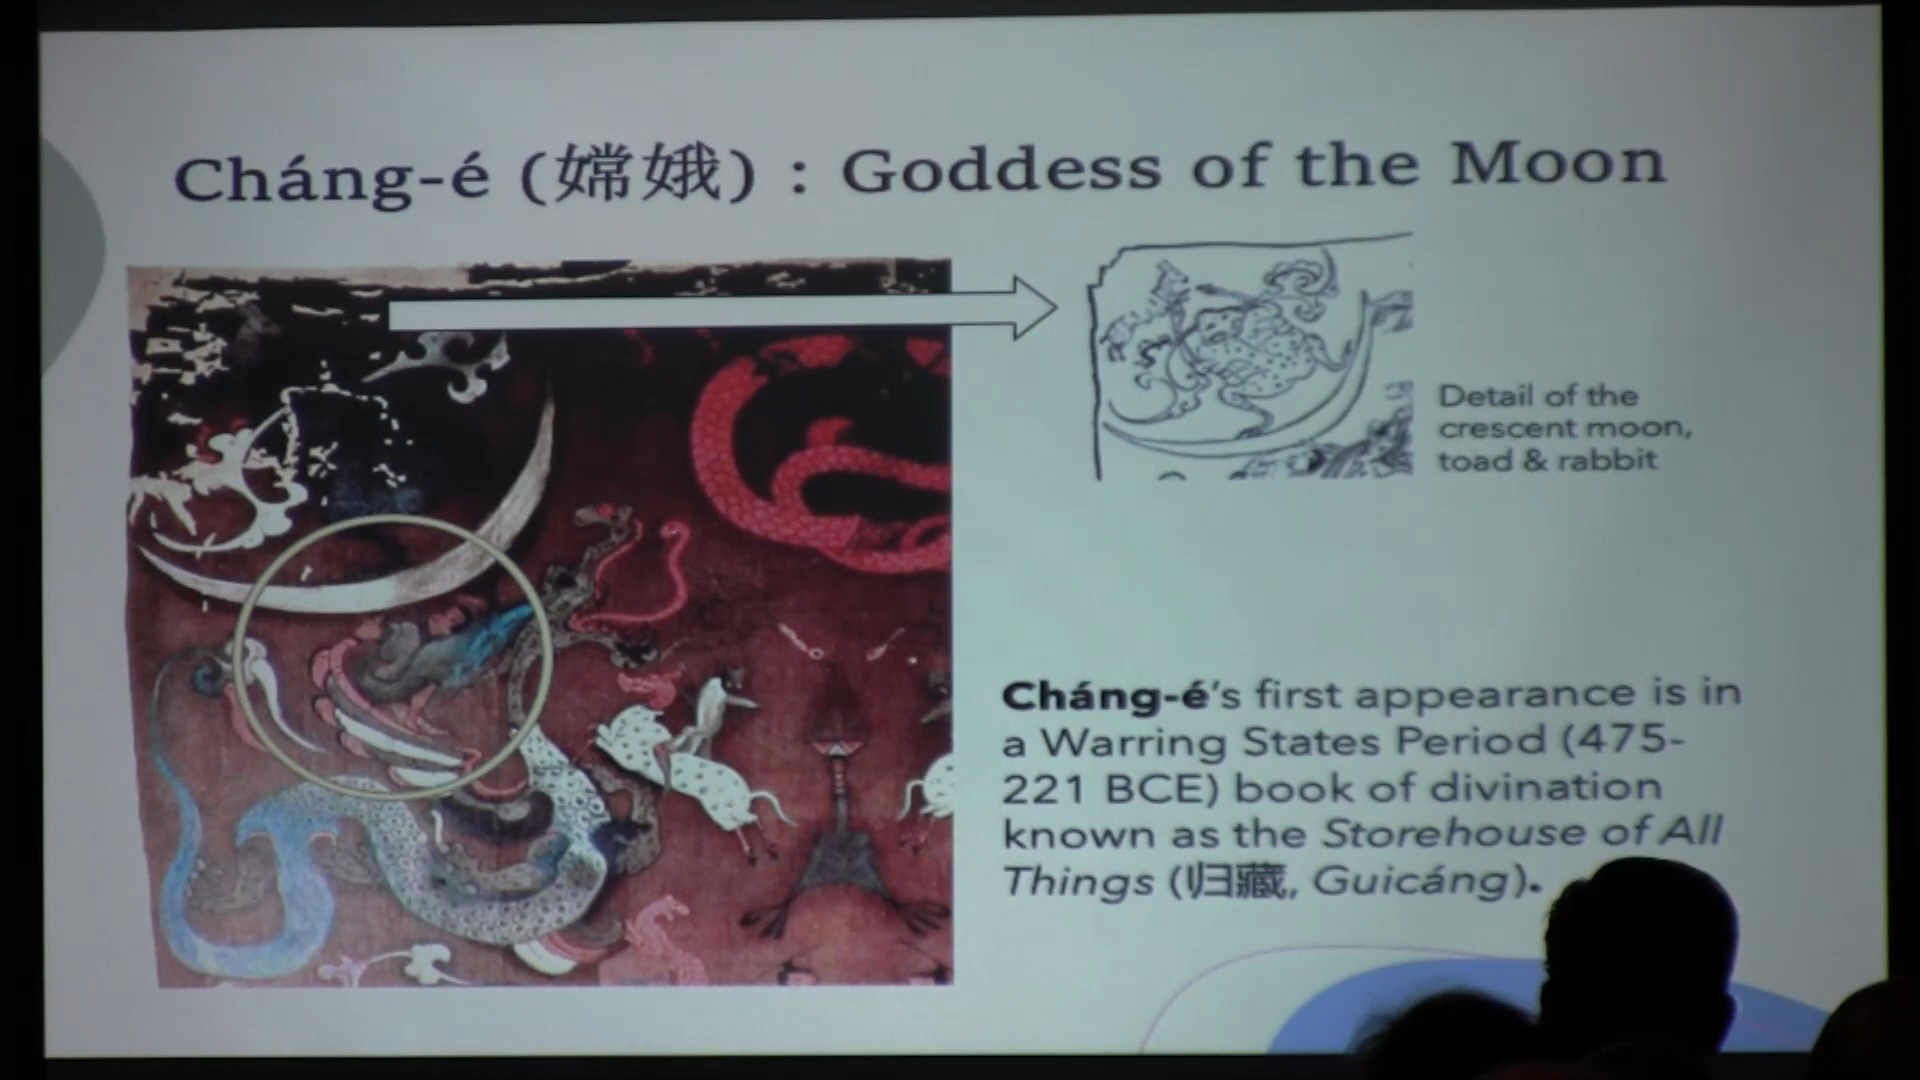 Cháng-é (嫦娥) : Goddess of the Moon
Detail of the
crescent moon,
toad & rabbit
Cháng-é's first appearance is in
a Warring States Period (475-
221 BCE) book of divination
known as the Storehouse of All
Things (归藏, Guicáng).